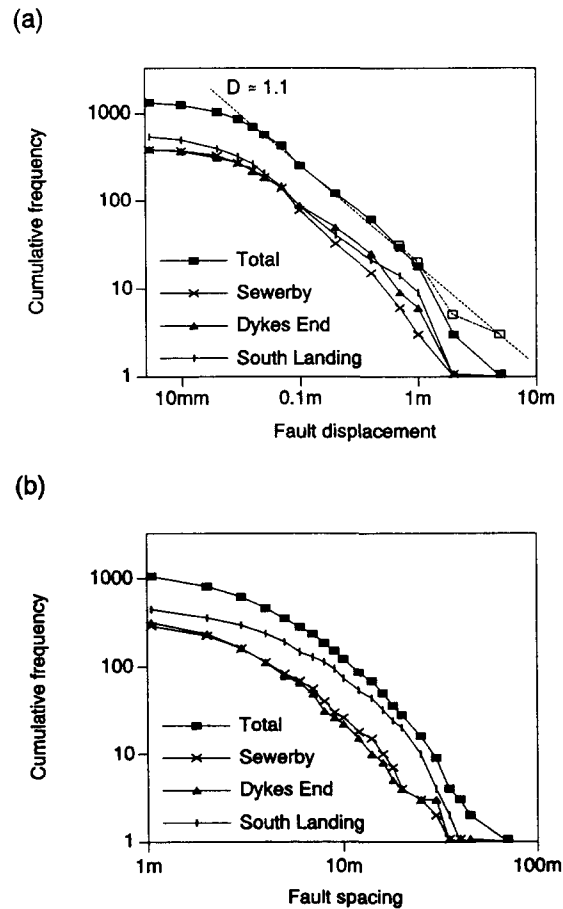 (a)
D ≈ 1.1
1000
100
10
1
Cumulative frequency
Total
Sewerby
Dykes End
South Landing
10mm
0.1m
1m
10m
Fault displacement
(b)
1000
100
10
1
Cumulative frequency
Total
Sewerby
Dykes End
South Landing
1m
10m
100m
Fault spacing